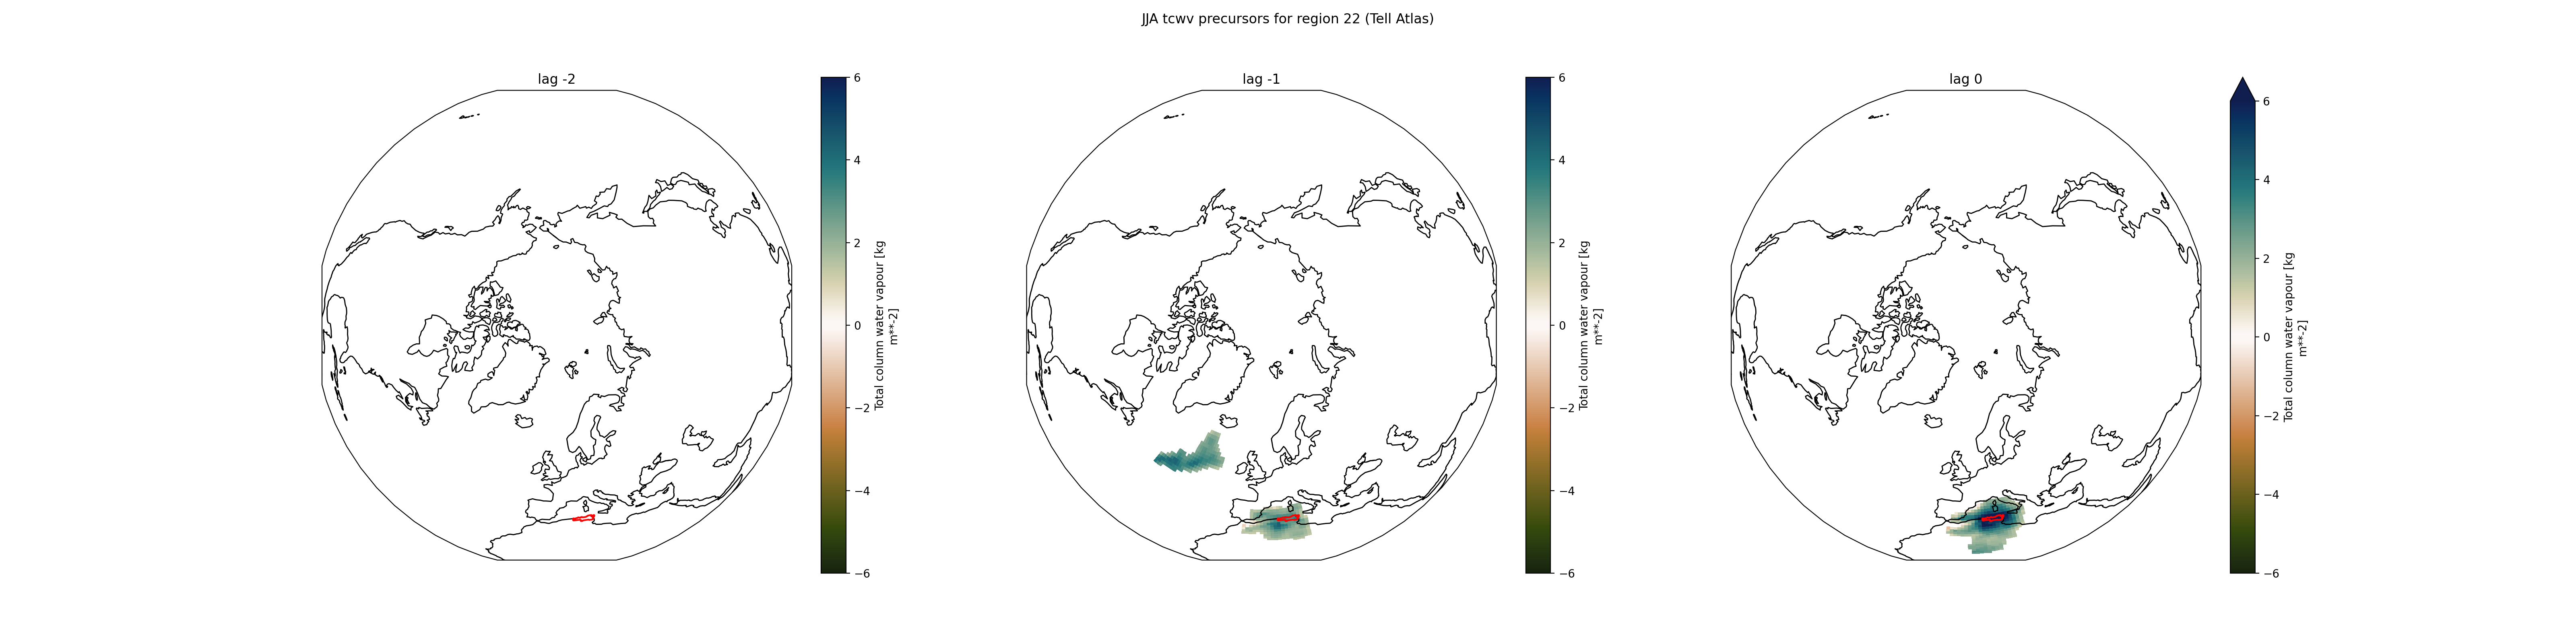 JJA tcwv precursors for region 22 (Tell Atlas)
lag -2
6
4
2
0
−2
−4
−6
Total column water vapour [kg
m**-2]
lag -1
6
4
2
0
−2
−4
−6
Total column water vapour [kg
m**-2]
lag 0
6
4
2
0
−2
−4
−6
Total column water vapour [kg
m**-2]